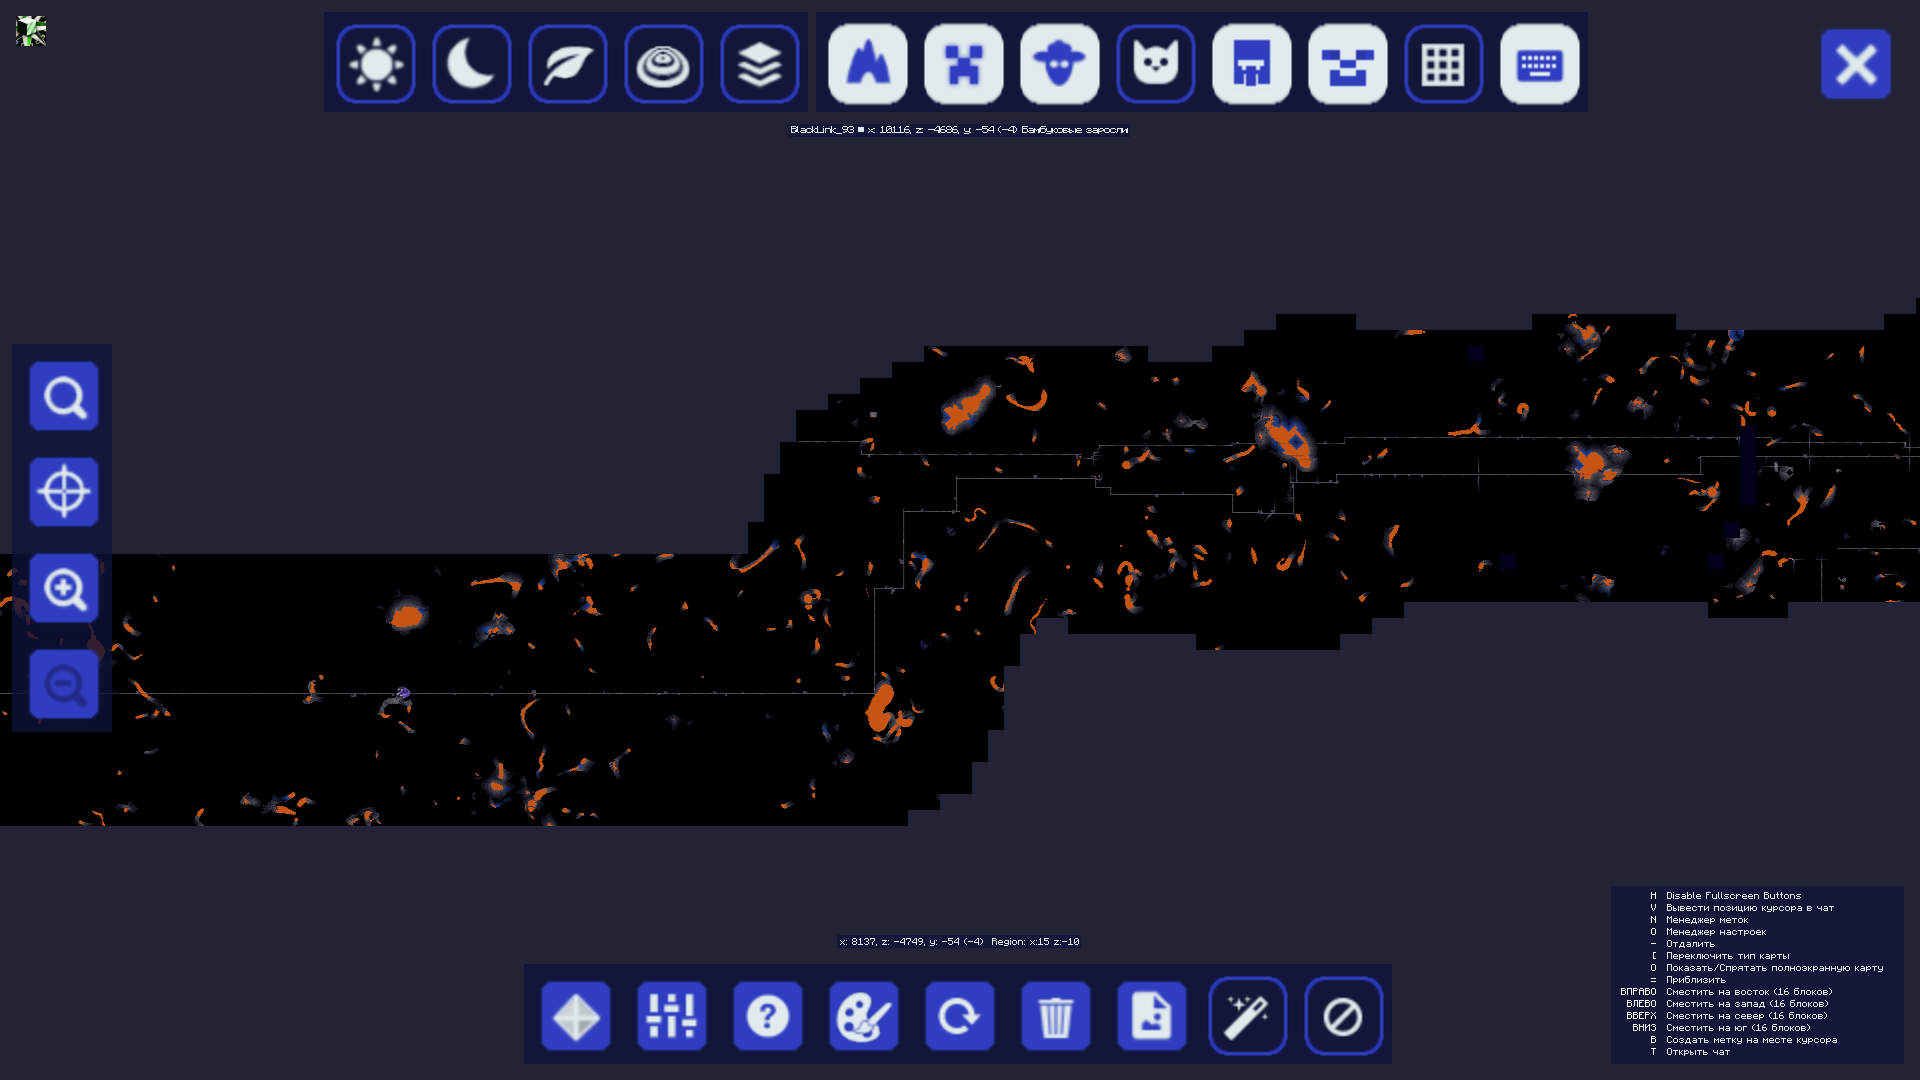 BlackLink_93 ■ x: 10116, z: -4686, y: -54 (-4) Бамбуковые заросли
x: 8137, z: -4749, y: -54 (-4) Region: x:15 z:-10
H Disable Fullscreen Buttons
V Вывести позицию курсора в чат
N Менеджер меток
O Менеджер настроек
- Отдалить
[ Переключить тип карты
O Показать/Спрятать полноэкранную карту
= Приблизить
ВПРАВО Сместить на восток (16 блоков)
ВЛЕВО Сместить на запад (16 блоков)
ВВЕРХ Сместить на север (16 блоков)
ВНИЗ Сместить на юг (16 блоков)
B Создать метку на месте курсора
T Открыть чат